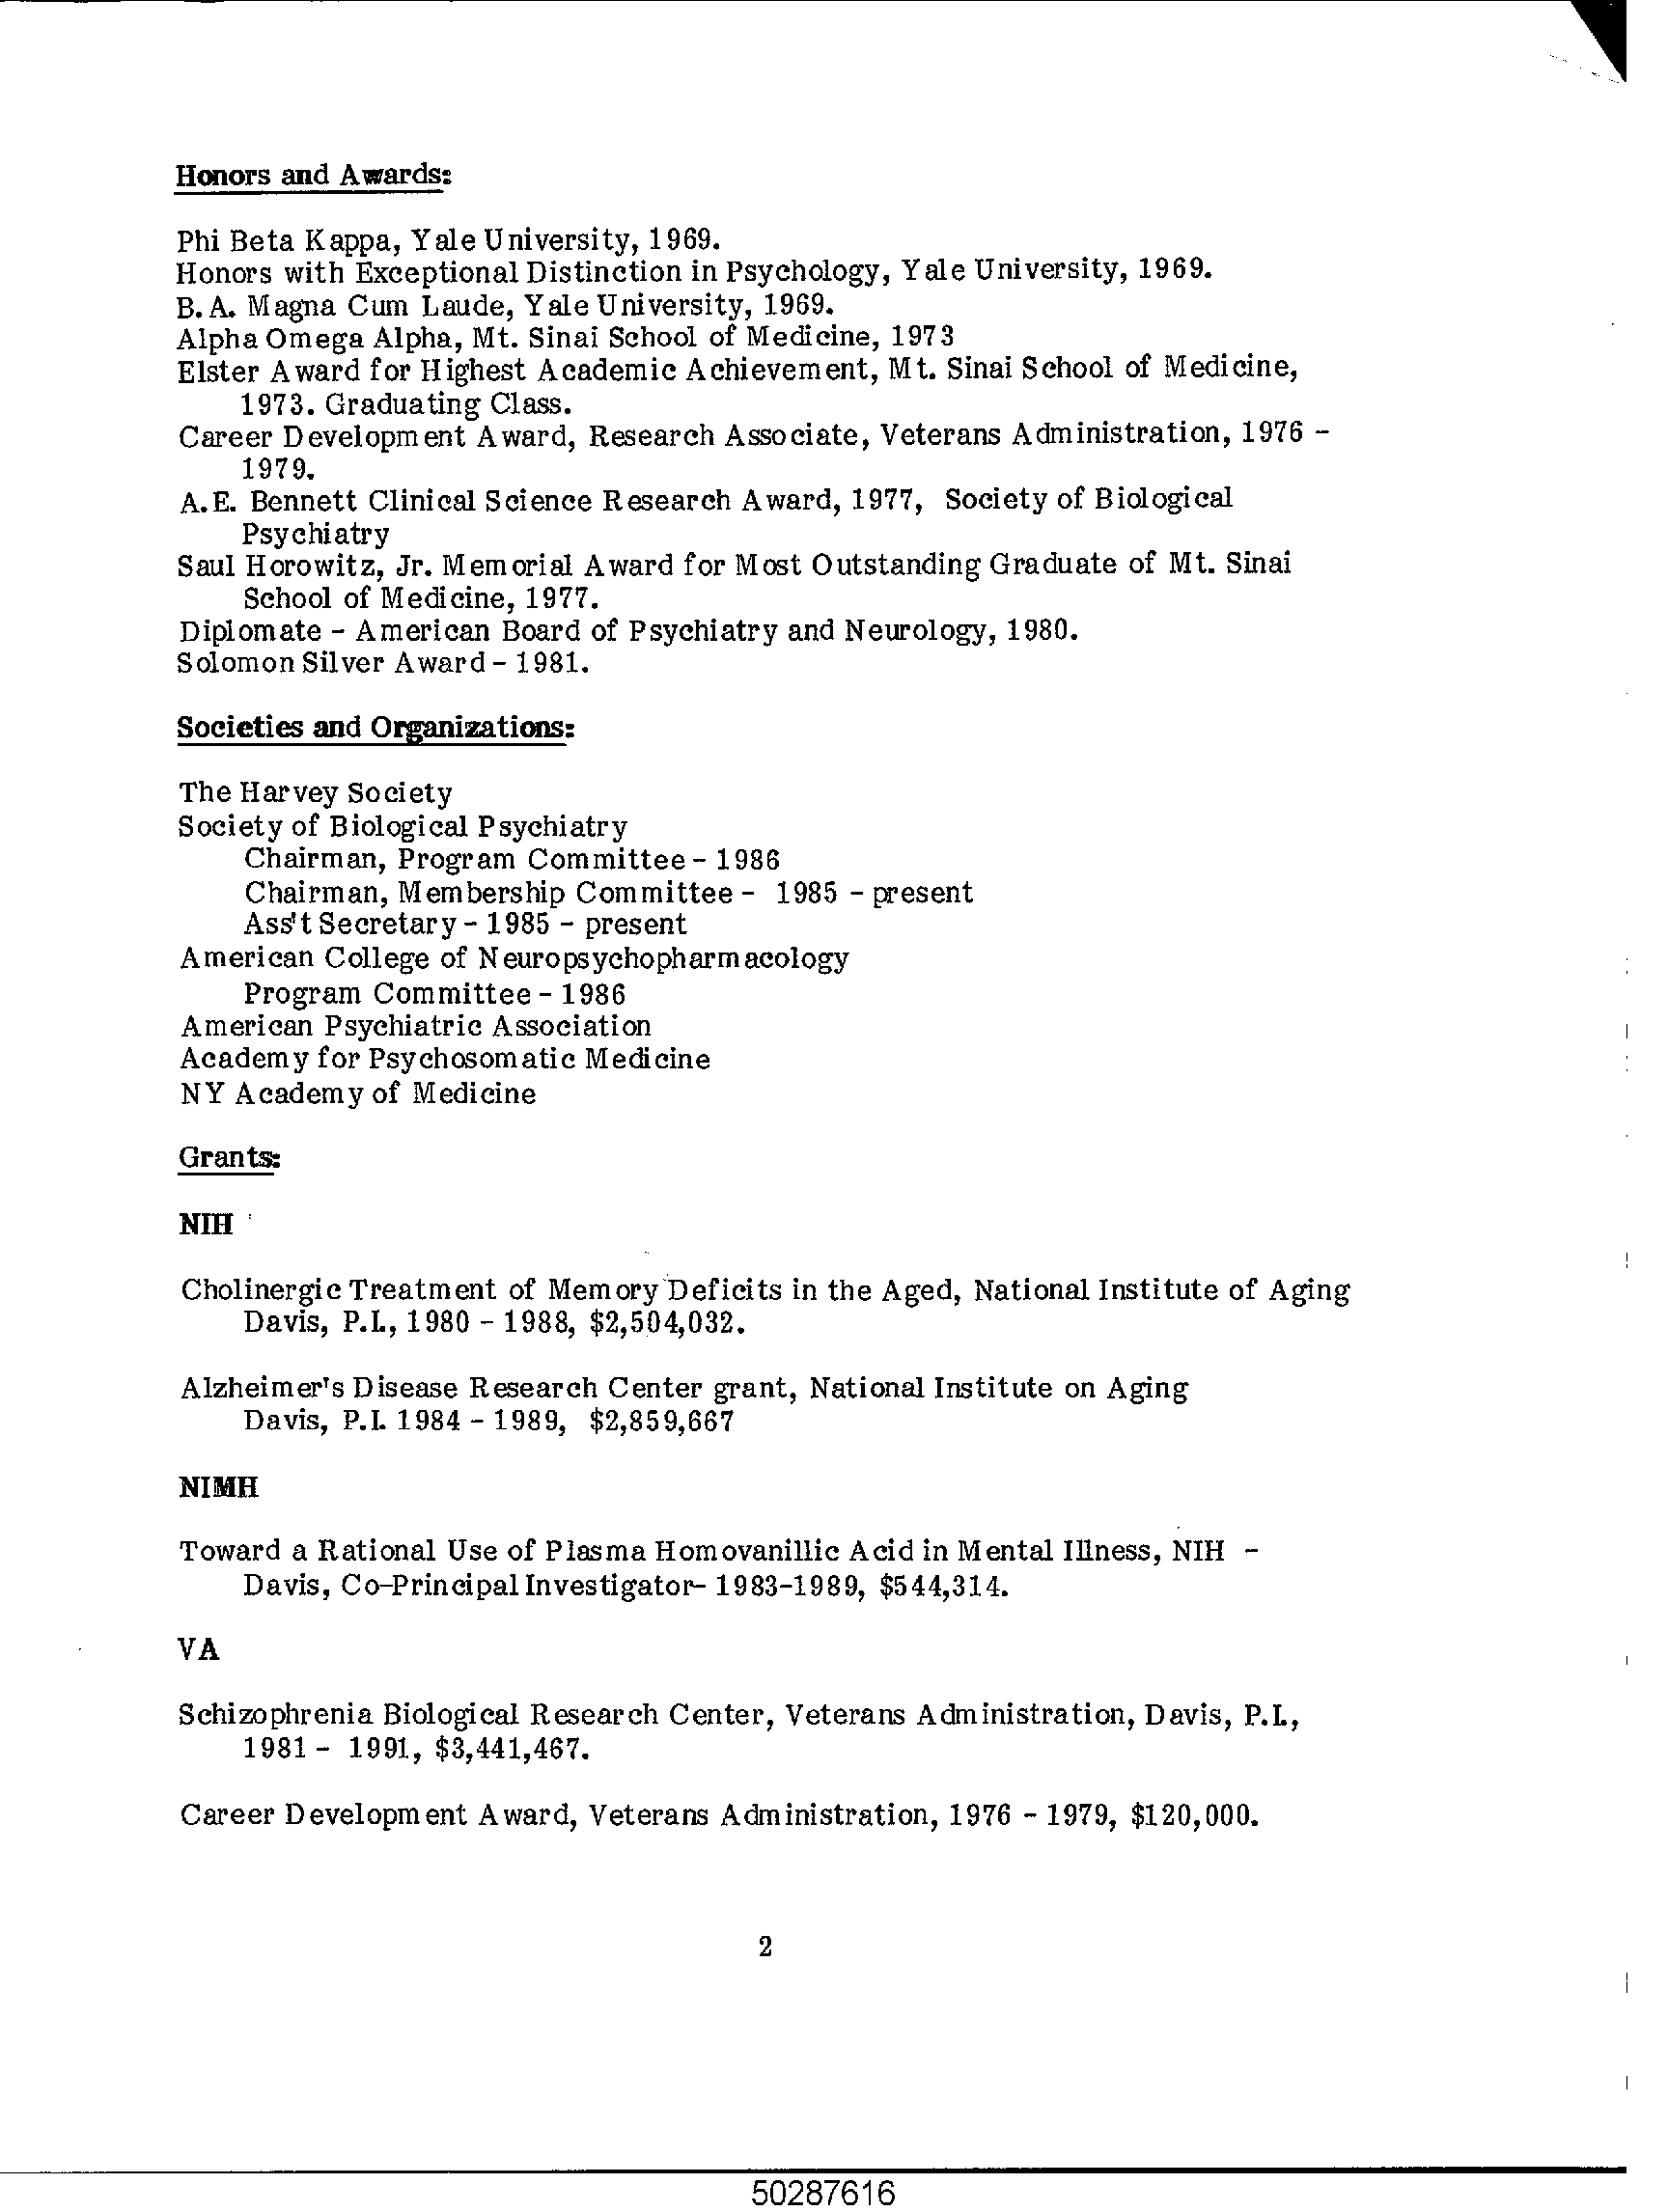 Honors and Awards:
Phi Beta Kappa, Yale University, 1969.
Honors with Exceptional Distinction in Psychology, Yale University, 1969.
B.A. Magna Cum Laude, Yale University, 1969.
Alpha Omega Alpha, Mt. Sinai School of Medicine, 1973
Elster Award for Highest Academic Achievement, Mt. Sinai School of Medicine,
1973. Graduating Class.
Career Development Award, Research Associate, Veterans Administration, 1976 -
1979.
A.E. Bennett Clinical Science Research Award, 1977, Society of Biological
Psychiatry
Saul Horowitz, Jr. Memorial Award for Most Outstanding Graduate of Mt. Sinai
School of Medicine, 1977.
Diplomate - American Board of Psychiatry and Neurology, 1980.
Solomon Silver Award - 1981.
Societies and Organizations:
The Harvey Society
Society of Biological Psychiatry
Chairman, Program Committee - 1986
Chairman, Membership Committee - 1985 - present
Ass't Secretary - 1985 - present
American College of Neuropsychopharmacology
Program Committee - 1986
American Psychiatric Association
Academy for Psychosomatic Medicine
NY Academy of Medicine
Grants:
NIH
Cholinergic Treatment of Memory Deficits in the Aged, National Institute of Aging
Davis, P.I., 1980 - 1988, $2,504,032.
Alzheimer's Disease Research Center grant, National Institute on Aging
Davis, P.I. 1984 - 1989, $2,859,667
NIMH
Toward a Rational Use of Plasma Homovanillic Acid in Mental Illness, NIH -
Davis, Co-Principal Investigator- 1983-1989, $544,314.
VA
Schizophrenia Biological Research Center, Veterans Administration, Davis, P.I.,
1981 - 1991, $3,441,467.
Career Development Award, Veterans Administration, 1976 - 1979, $120,000.
2
50287616